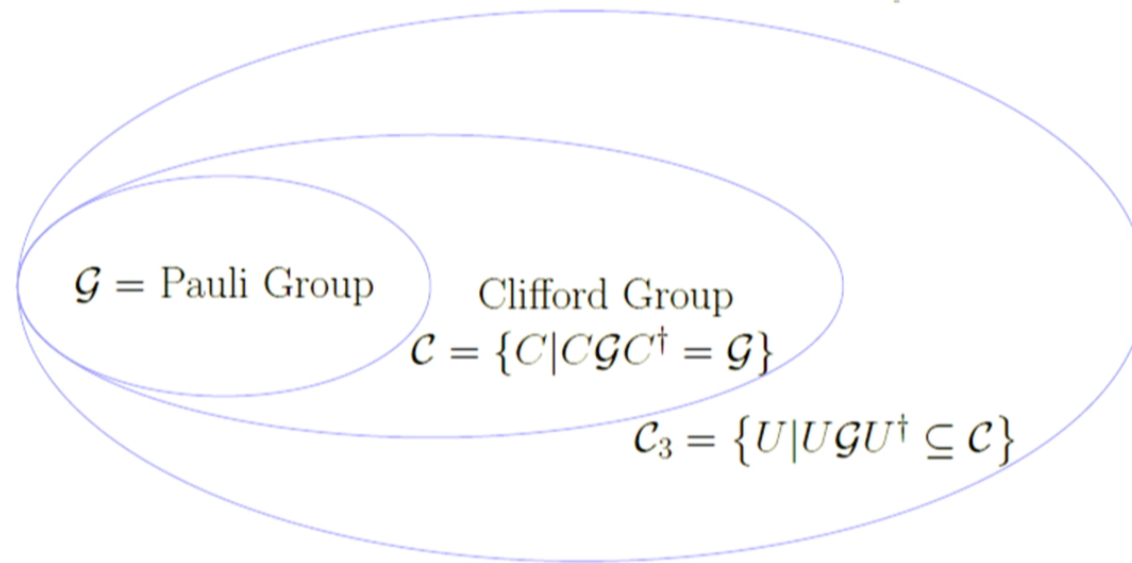 𝒢 = Pauli Group
Clifford Group
𝒞 = {C|C𝒢C† = 𝒢}
𝒞₃ = {U|U𝒢U† ⊆ 𝒞}